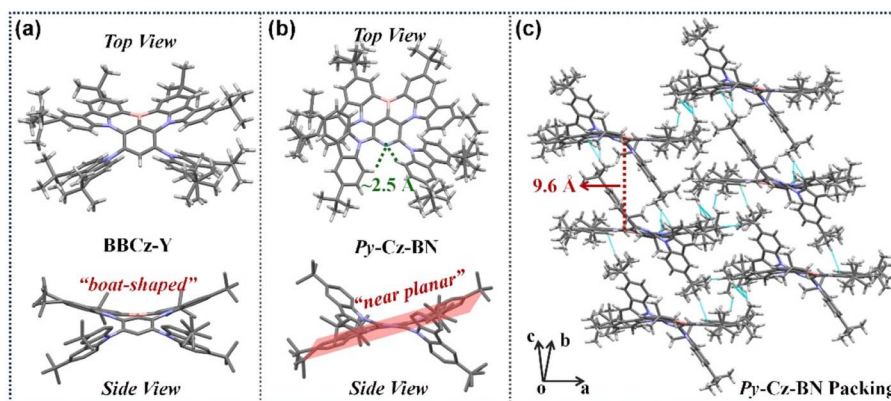 (a)
Top View
BBCz-Y
“boat-shaped”
Side View
(b)
Top View
~2.5 Å
Py-Cz-BN
“near planar”
Side View
(c)
9.6 Å
c
b
o
a
Py-Cz-BN Packing